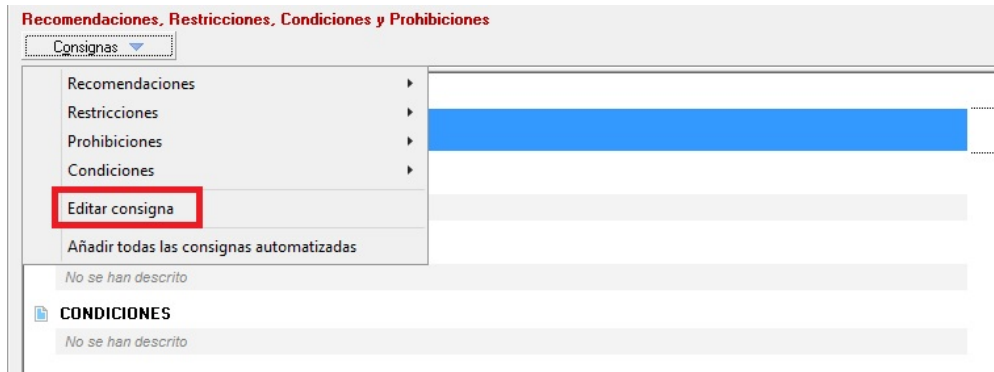 Recomendaciones, Restricciones, Condiciones y Prohibiciones
Consignas
Recomendaciones
Restricciones
Prohibiciones
Condiciones
Editar consigna
Añadir todas las consignas automatizadas
No se han descrito
CONDICIONES
No se han descrito